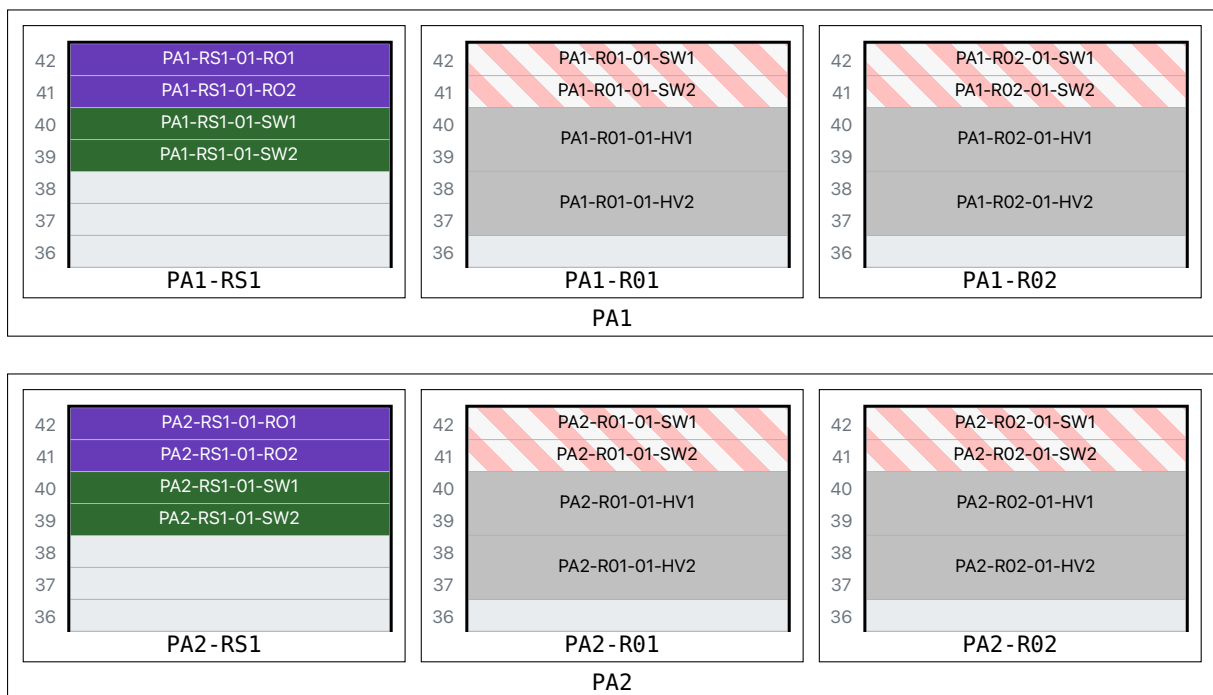 42 PA1-RS1-01-RO1 42 PA1-R01-01-SW1 42 PA1-R02-01-SW1
41 PA1-RS1-01-RO2 41 PA1-R01-01-SW2 41 PA1-R02-01-SW2
40 PA1-RS1-01-SW1 40 PA1-R01-01-HV1 40 PA1-R02-01-HV1
39 PA1-RS1-01-SW2 39 39
38 38 PA1-R01-01-HV2 38 PA1-R02-01-HV2
37 37 37
36 36 36
PA1-RS1 PA1-R01 PA1-R02
PA1
42 PA2-RS1-01-RO1 42 PA2-R01-01-SW1 42 PA2-R02-01-SW1
41 PA2-RS1-01-RO2 41 PA2-R01-01-SW2 41 PA2-R02-01-SW2
40 PA2-RS1-01-SW1 40 PA2-R01-01-HV1 40 PA2-R02-01-HV1
39 PA2-RS1-01-SW2 39 39
38 38 PA2-R01-01-HV2 38 PA2-R02-01-HV2
37 37 37
36 36 36
PA2-RS1 PA2-R01 PA2-R02
PA2